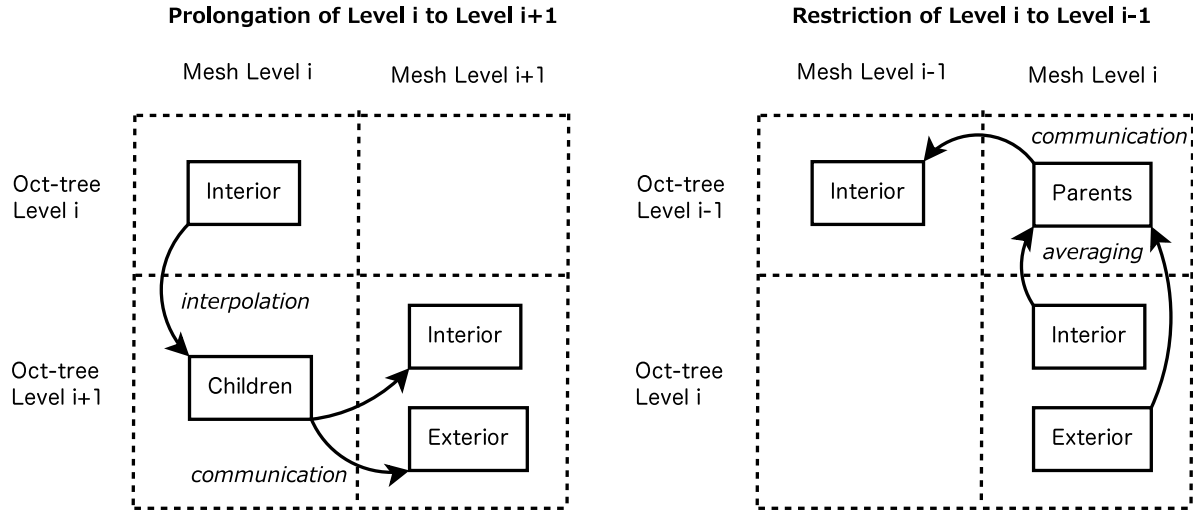 Prolongation of Level i to Level i+1
Mesh Level i
Mesh Level i+1
Oct-tree
Level i
Interior
interpolation
Oct-tree
Level i+1
Children
Interior
Exterior
communication
Restriction of Level i to Level i-1
Mesh Level i-1
Mesh Level i
communication
Oct-tree
Level i-1
Interior
Parents
averaging
Oct-tree
Level i
Interior
Exterior